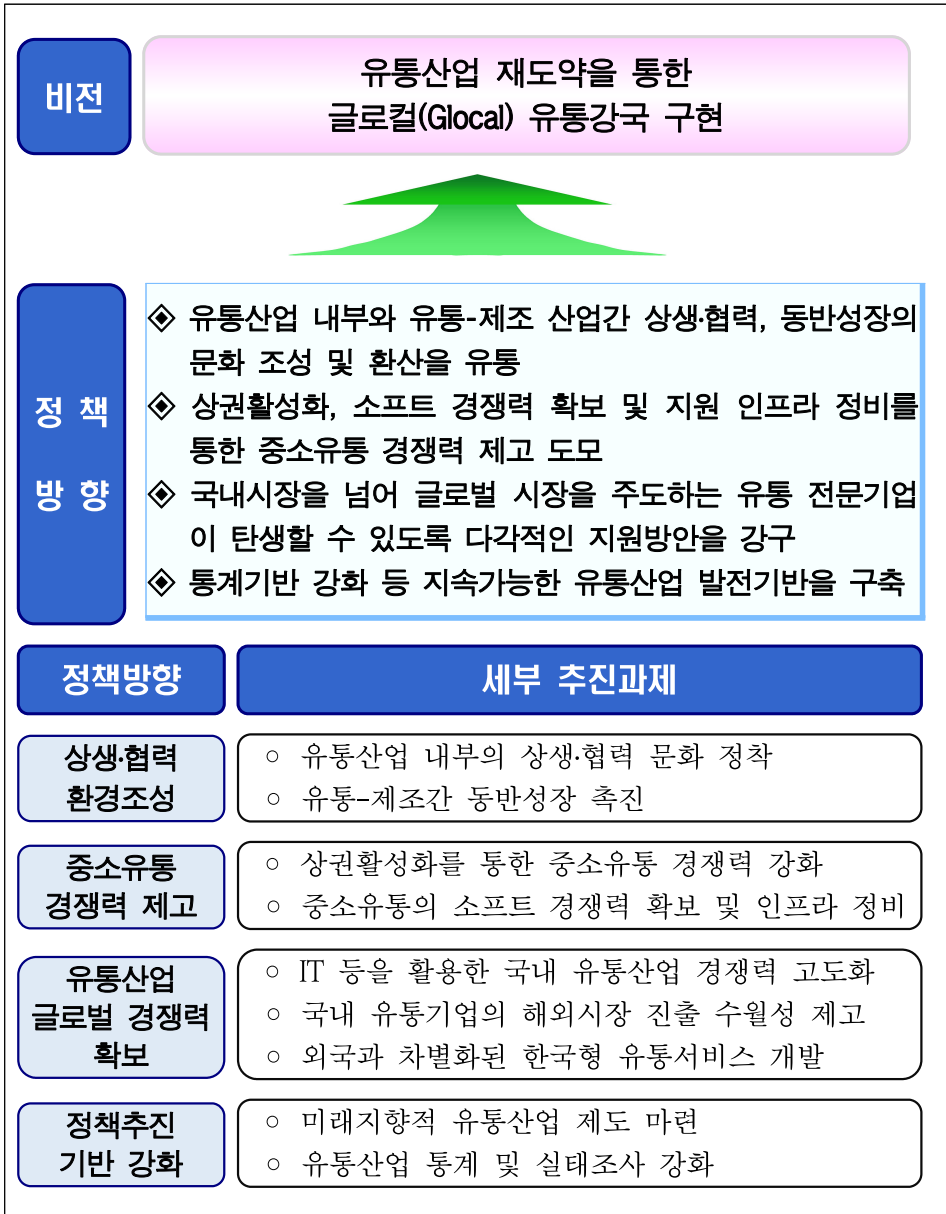 비전
유통산업 재도약을 통한
글로컬(Glocal) 유통강국 구현
정 책
방 향
◈ 유통산업 내부와 유통-제조 산업간 상생·협력, 동반성장의
문화 조성 및 환산을 유통
◈ 상권활성화, 소프트 경쟁력 확보 및 지원 인프라 정비를
통한 중소유통 경쟁력 제고 도모
◈ 국내시장을 넘어 글로벌 시장을 주도하는 유통 전문기업
이 탄생할 수 있도록 다각적인 지원방안을 강구
◈ 통계기반 강화 등 지속가능한 유통산업 발전기반을 구축
정책방향
세부 추진과제
상생·협력
환경조성
○ 유통산업 내부의 상생·협력 문화 정착
○ 유통-제조간 동반성장 촉진
중소유통
경쟁력 제고
○ 상권활성화를 통한 중소유통 경쟁력 강화
○ 중소유통의 소프트 경쟁력 확보 및 인프라 정비
유통산업
글로벌 경쟁력
확보
○ IT 등을 활용한 국내 유통산업 경쟁력 고도화
○ 국내 유통기업의 해외시장 진출 수월성 제고
○ 외국과 차별화된 한국형 유통서비스 개발
정책추진
기반 강화
○ 미래지향적 유통산업 제도 마련
○ 유통산업 통계 및 실태조사 강화